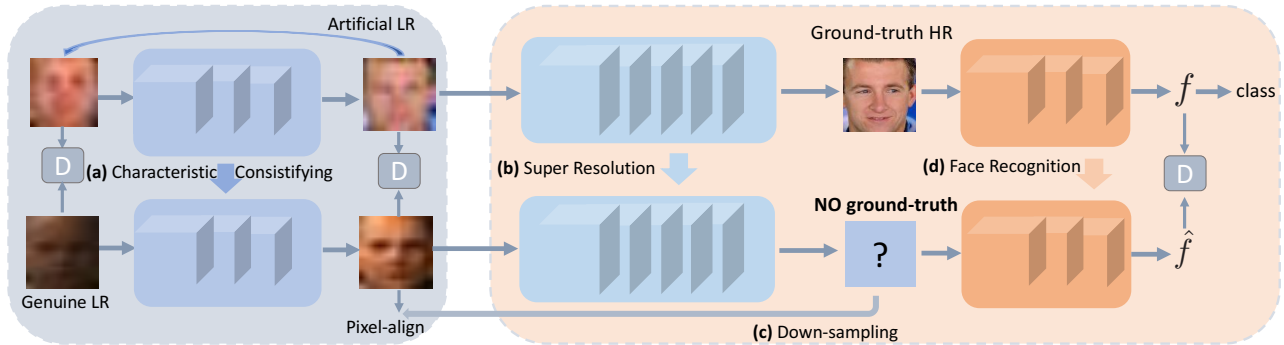 Artificial LR
Ground-truth HR
f
class
D
(a) Characteristic Consistifying
D
(b) Super Resolution
(d) Face Recognition
D
NO ground-truth
?
f̂
Genuine LR
Pixel-align
(c) Down-sampling